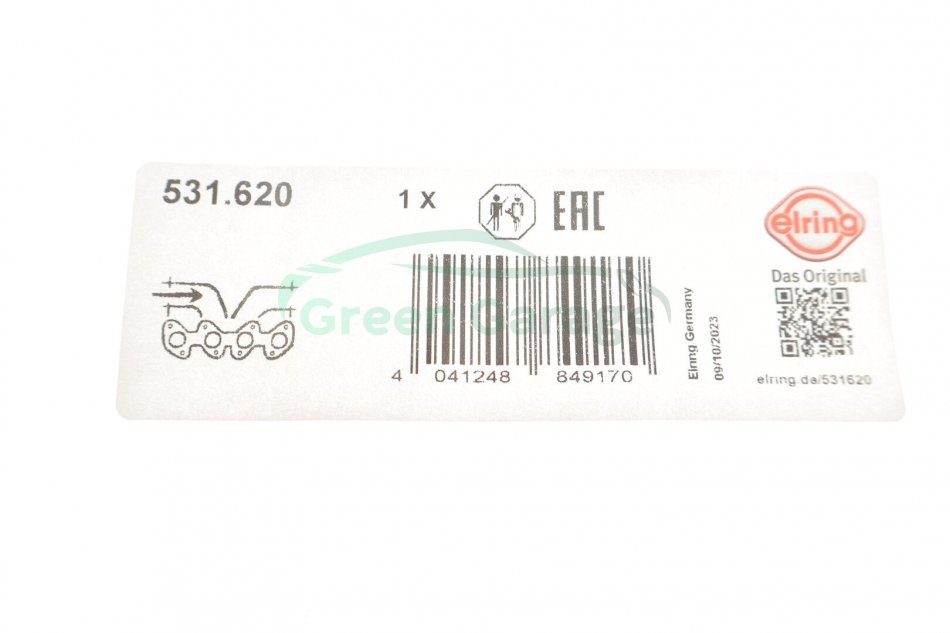 531.620
1 X
EAC
elring
Das Original
Green Garage
4 041248 849170
Elring Germany
09/10/2023
elring.de/531620